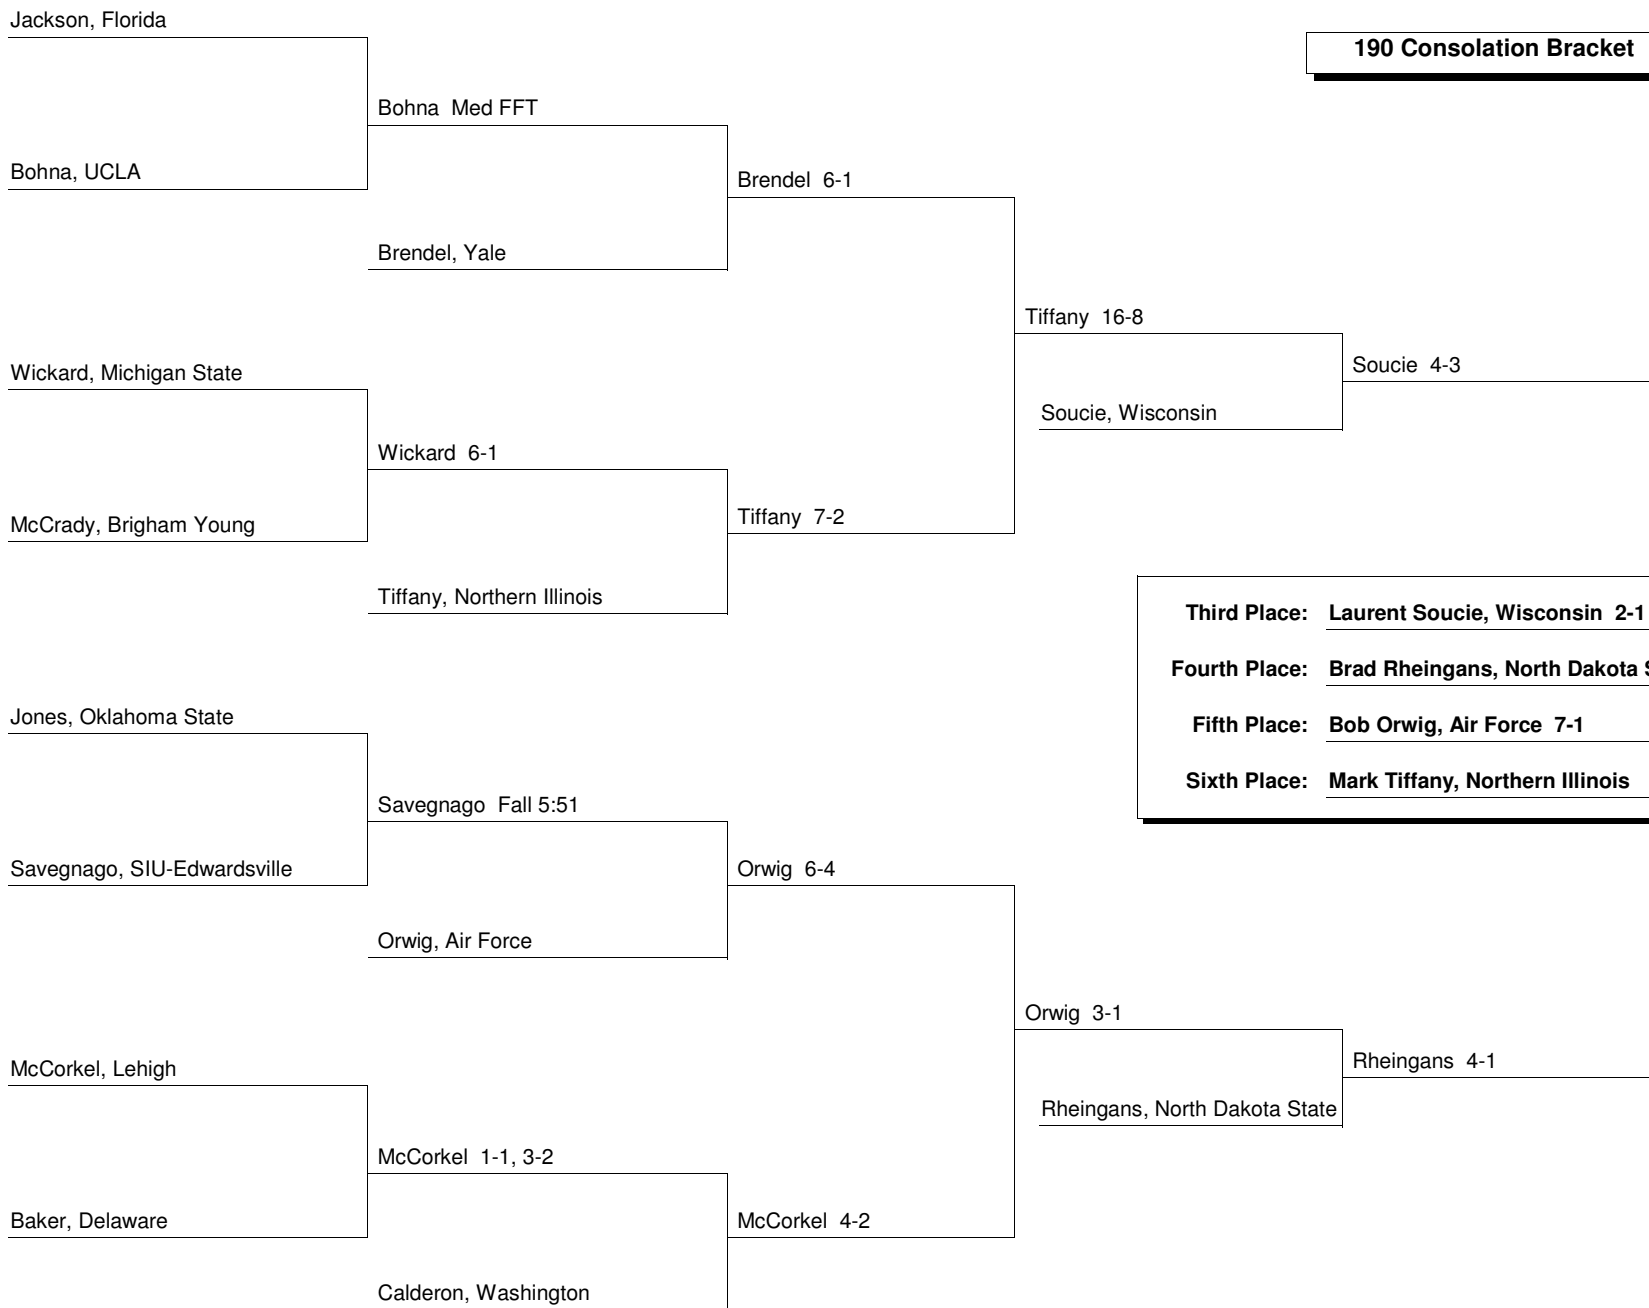 Jackson, Florida
190 Consolation Bracket
Bohna Med FFT
Bohna, UCLA
Brendel 6-1
Brendel, Yale
Tiffany 16-8
Wickard, Michigan State
Soucie 4-3
Soucie, Wisconsin
Wickard 6-1
McCrady, Brigham Young
Tiffany 7-2
Tiffany, Northern Illinois
Third Place: Laurent Soucie, Wisconsin 2-1
Fourth Place: Brad Rheingans, North Dakota S
Jones, Oklahoma State
Fifth Place: Bob Orwig, Air Force 7-1
Sixth Place: Mark Tiffany, Northern Illinois
Savegnago Fall 5:51
Savegnago, SIU-Edwardsville
Orwig 6-4
Orwig, Air Force
Orwig 3-1
McCorkel, Lehigh
Rheingans 4-1
Rheingans, North Dakota State
McCorkel 1-1, 3-2
Baker, Delaware
McCorkel 4-2
Calderon, Washington